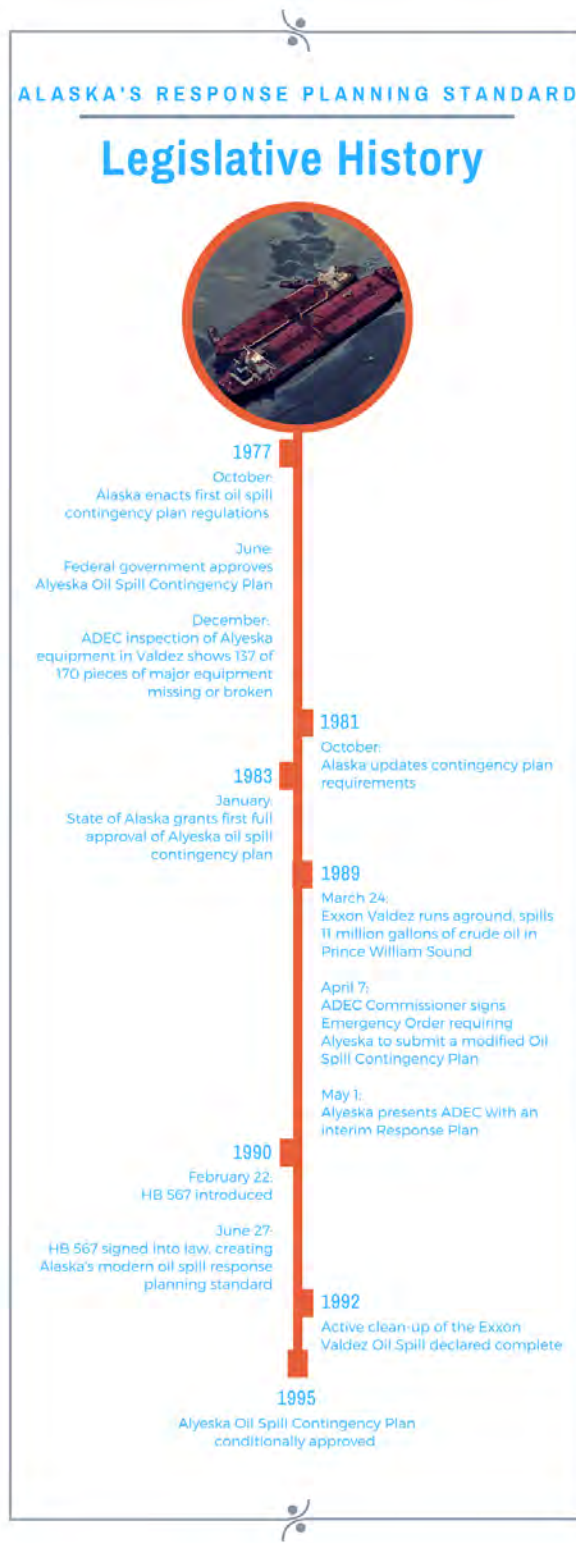 ALASKA'S RESPONSE PLANNING STANDARD
Legislative History
1977
October:
Alaska enacts first oil spill
contingency plan regulations
June:
Federal government approves
Alyeska Oil Spill Contingency Plan
December:
ADEC inspection of Alyeska
equipment in Valdez shows 137 of
170 pieces of major equipment
missing or broken
1981
October:
Alaska updates contingency plan
requirements
1983
January:
State of Alaska grants first full
approval of Alyeska oil spill
contingency plan
1989
March 24:
Exxon Valdez runs aground, spills
11 million gallons of crude oil in
Prince William Sound
April 7:
ADEC Commissioner signs
Emergency Order requiring
Alyeska to submit a modified Oil
Spill Contingency Plan
May 1:
Alyeska presents ADEC with an
interim Response Plan
1990
February 22:
HB 567 introduced
June 27:
HB 567 signed into law, creating
Alaska's modern oil spill response
planning standard
1992
Active clean-up of the Exxon
Valdez Oil Spill declared complete
1995
Alyeska Oil Spill Contingency Plan
conditionally approved